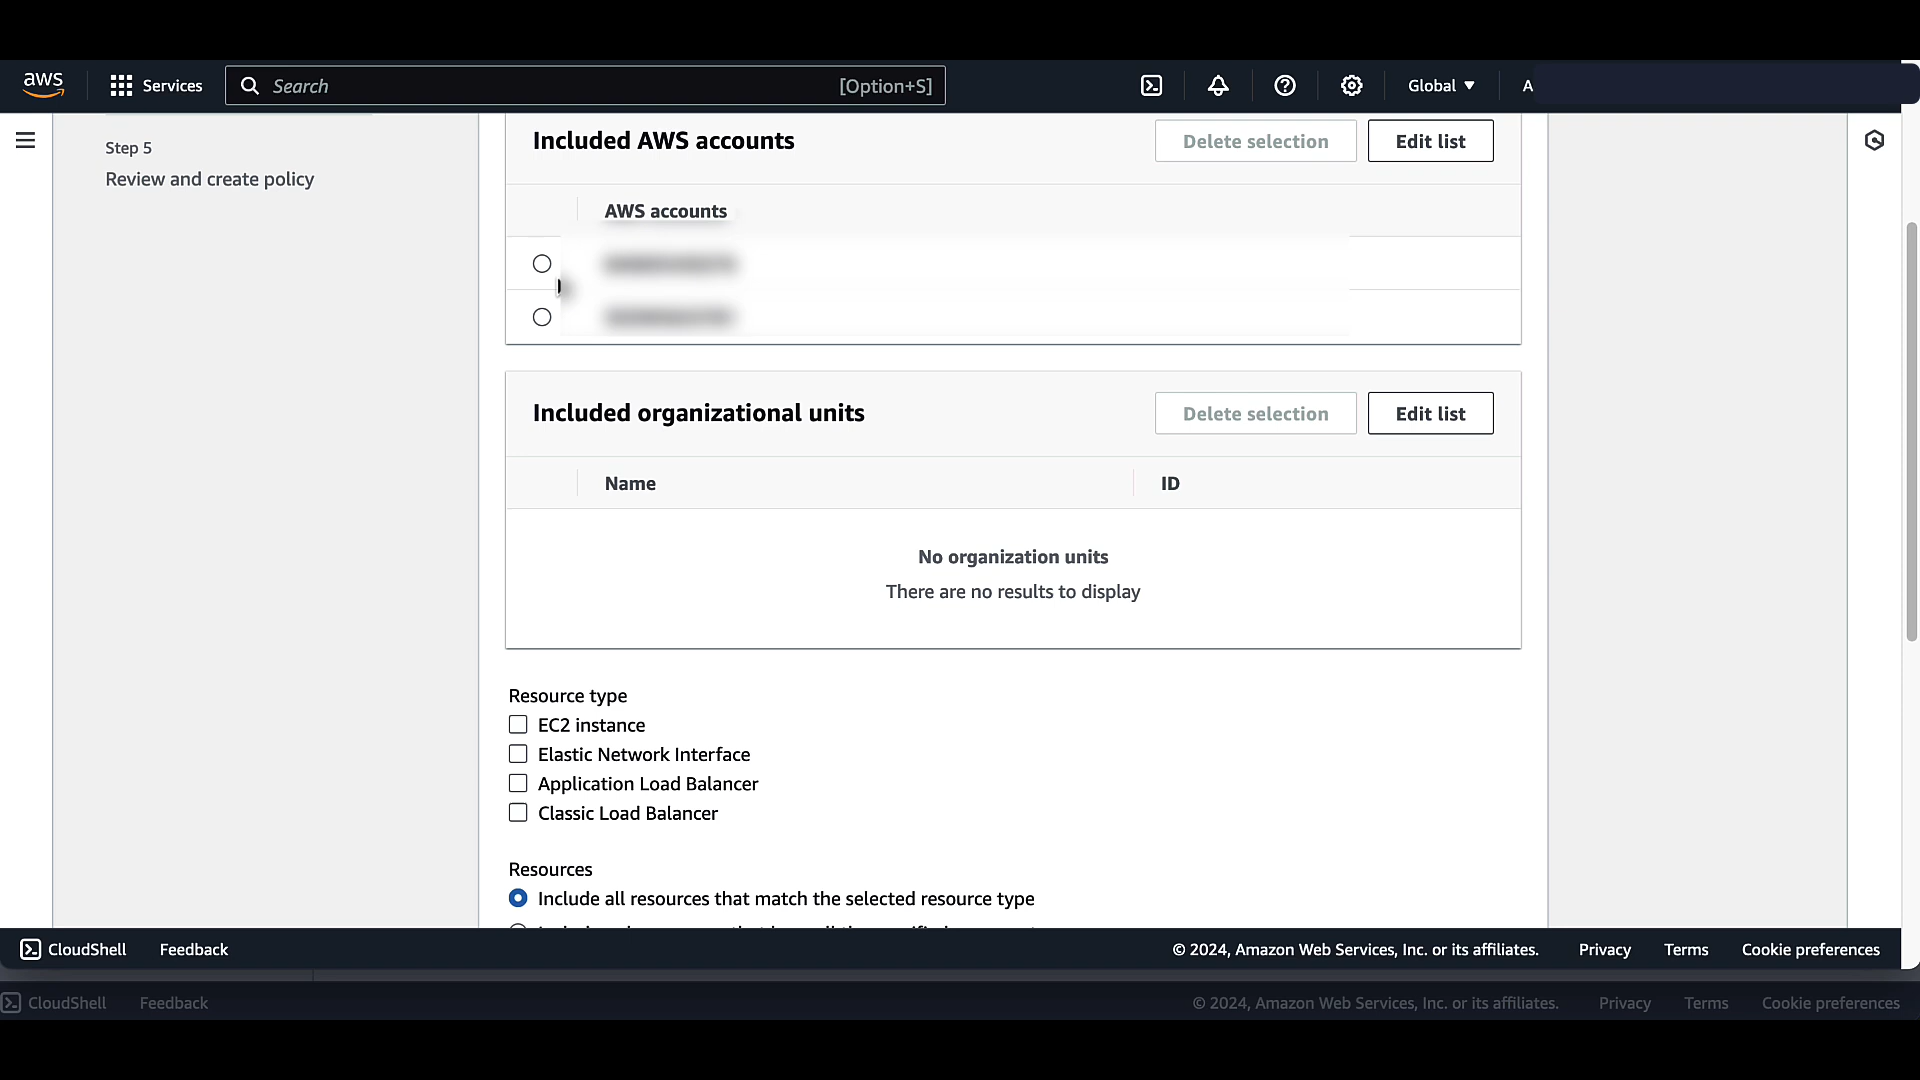 aws
Services
Search
[Option+S]
Global
A
Step 5
Review and create policy
Included AWS accounts
Delete selection
Edit list
AWS accounts
Included organizational units
Delete selection
Edit list
Name
ID
No organization units
There are no results to display
Resource type
EC2 instance
Elastic Network Interface
Application Load Balancer
Classic Load Balancer
Resources
Include all resources that match the selected resource type
CloudShell
Feedback
© 2024, Amazon Web Services, Inc. or its affiliates.
Privacy
Terms
Cookie preferences
CloudShell
Feedback
© 2024, Amazon Web Services, Inc. or its affiliates.
Privacy
Terms
Cookie preferences